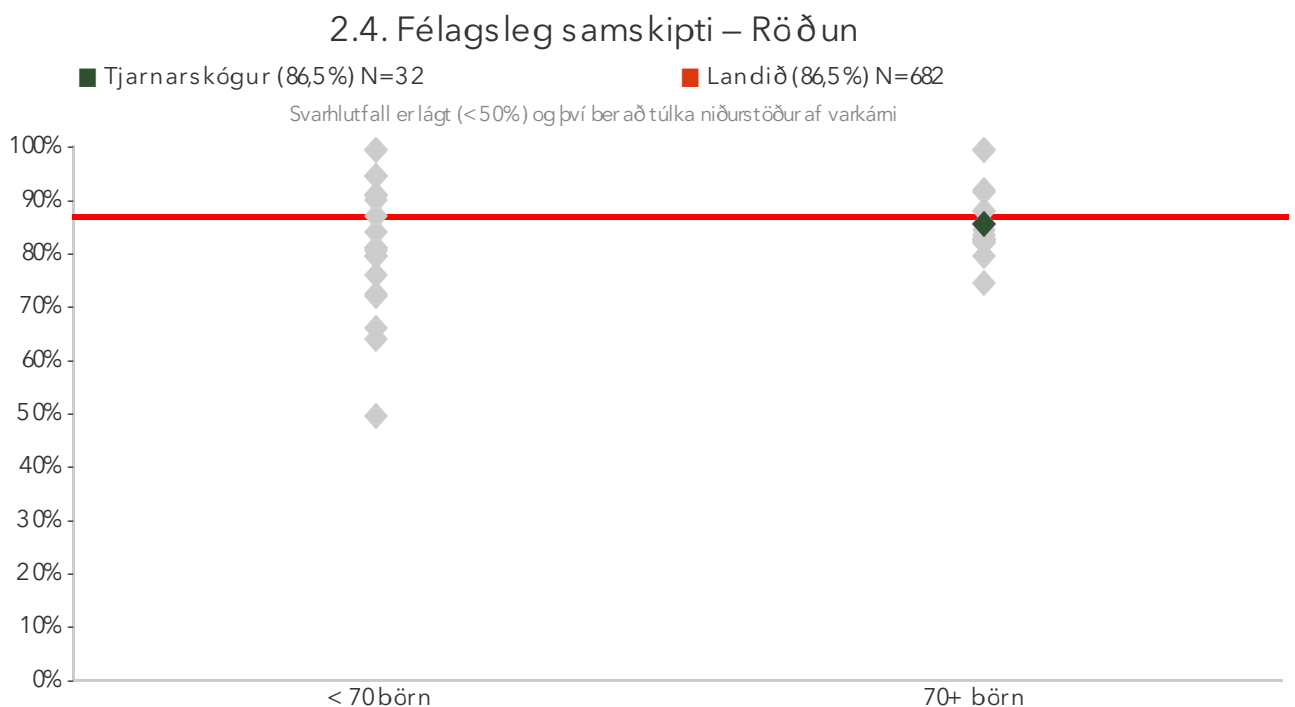 2.4. Félagsleg samskipti – Röðun
Tjarnarskógur (86,5%) N=32
Landið (86,5%) N=682
Svarhlutfall er lágt (<50%) og því ber að túlka niðurstöður af varkárni
100%
90%
80%
70%
60%
50%
40%
30%
20%
10%
0%
< 70 börn
70+ börn